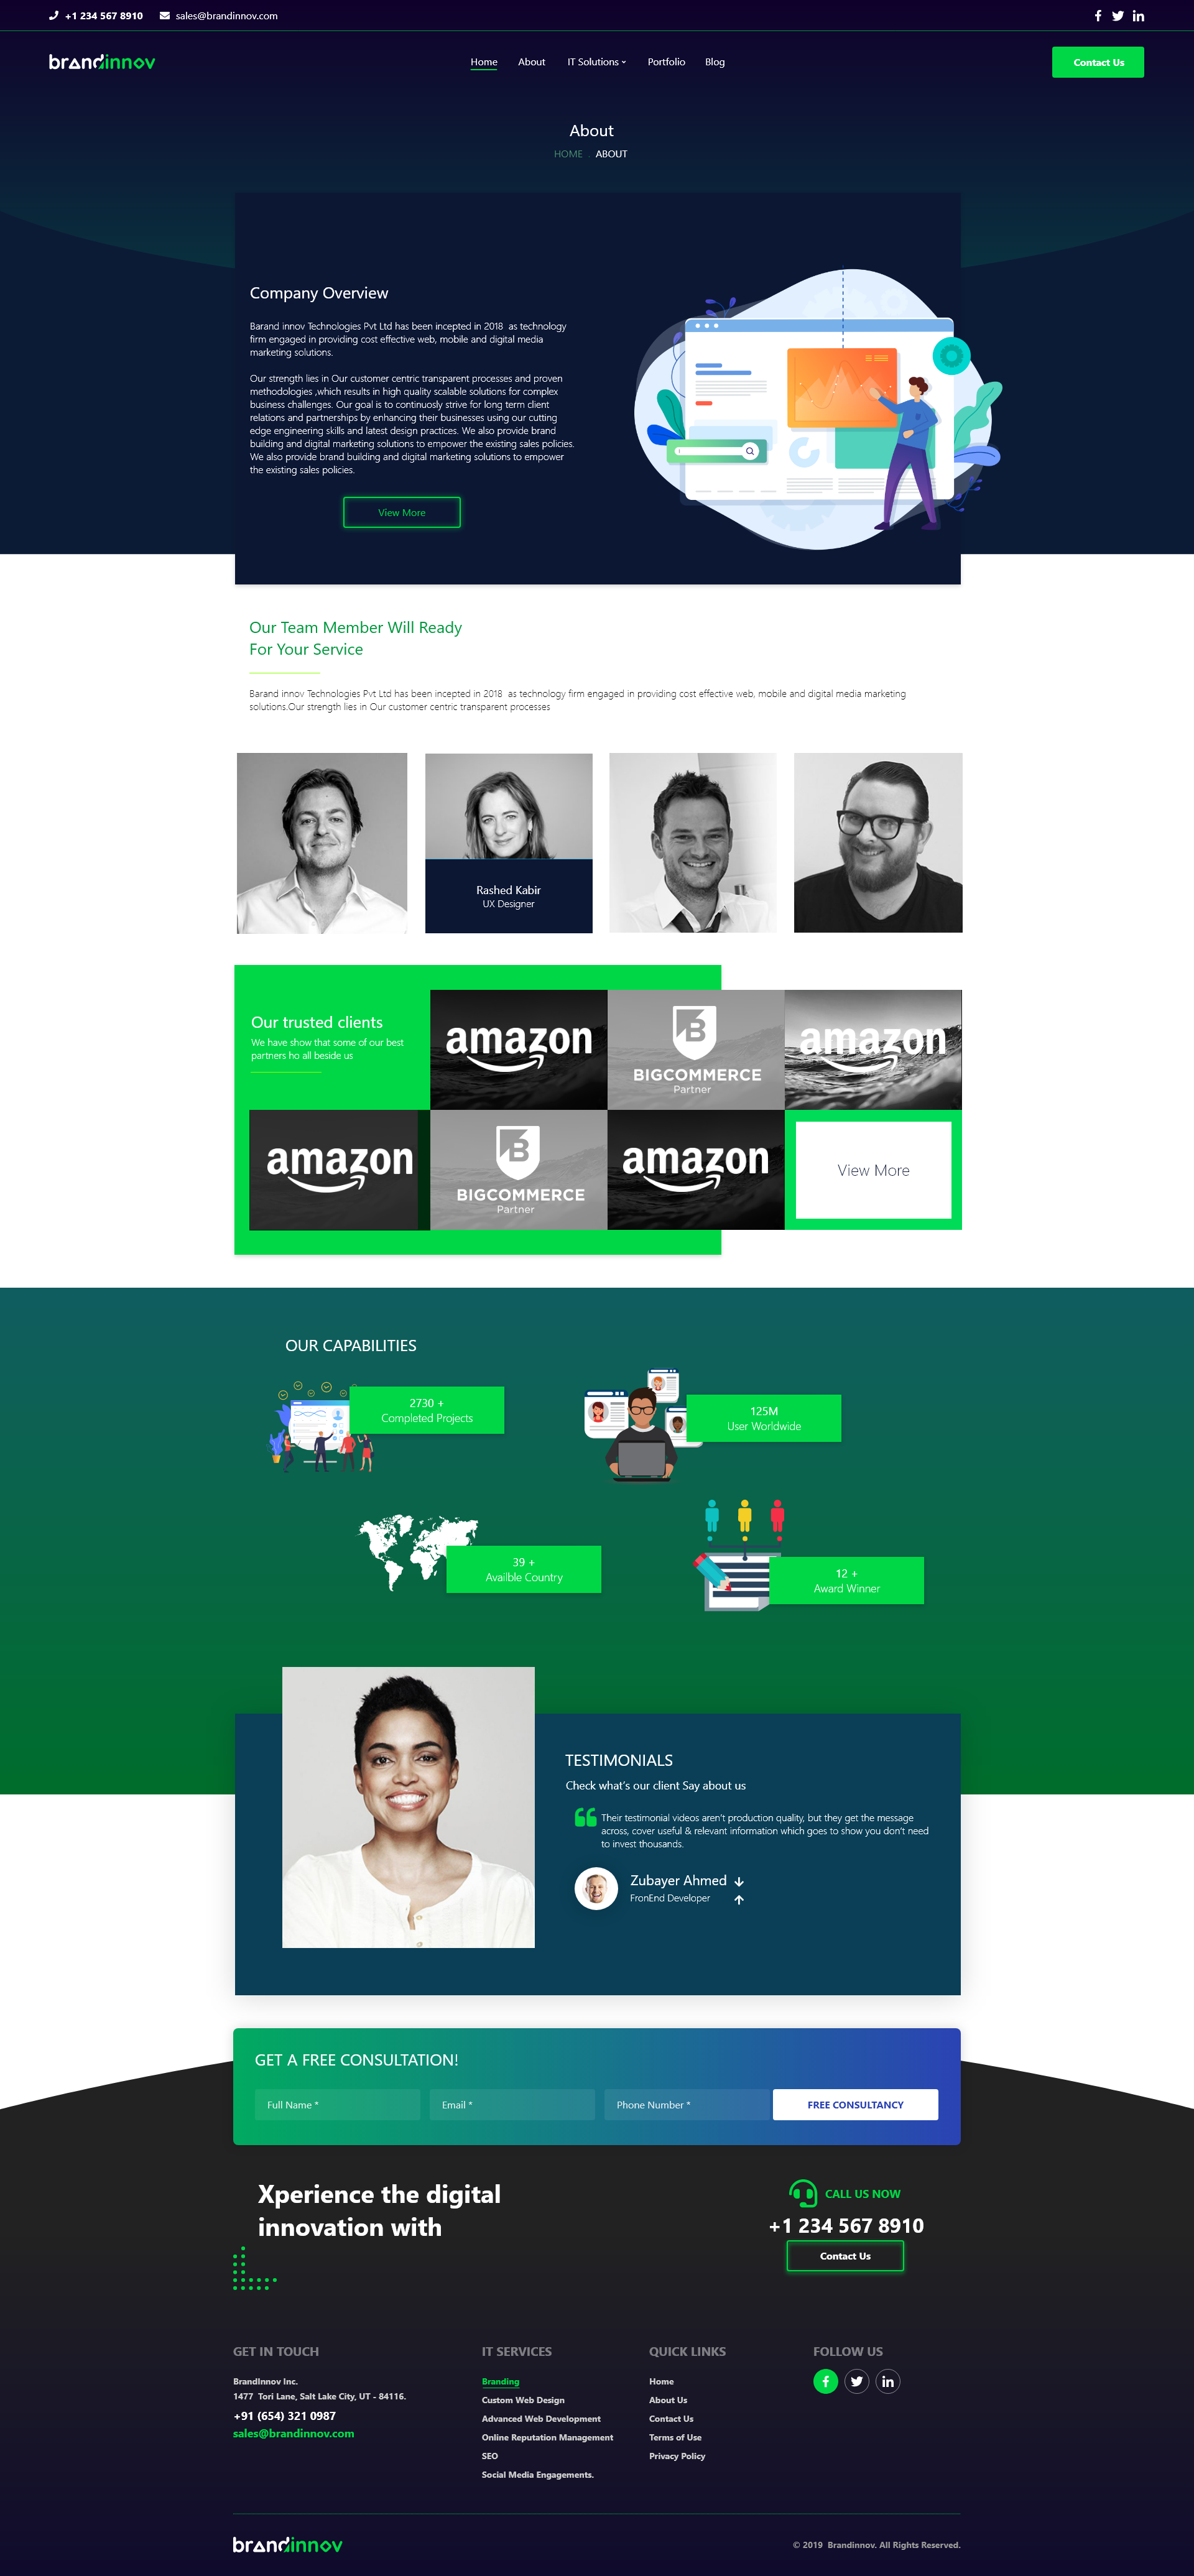 +1 234 567 8910 sales@brandinnov.com
brandinnov Home About IT Solutions Portfolio Blog Contact Us
About
HOME . ABOUT
Company Overview
Barand innov Technologies Pvt Ltd has been incepted in 2018 as technology
firm engaged in providing cost effective web, mobile and digital media
marketing solutions.
Our strength lies in Our customer centric transparent processes and proven
methodologies ,which results in high quality scalable solutions for complex
business challenges. Our goal is to continuosly strive for long term client
relations and partnerships by enhancing their businesses using our cutting
edge engineering skills and latest design practices. We also provide brand
building and digital marketing solutions to empower the existing sales policies.
We also provide brand building and digital marketing solutions to empower
the existing sales policies.
View More
Our Team Member Will Ready
For Your Service
Barand innov Technologies Pvt Ltd has been incepted in 2018 as technology firm engaged in providing cost effective web, mobile and digital media marketing
solutions.Our strength lies in Our customer centric transparent processes
Rashed Kabir
UX Designer
Our trusted clients
We have show that some of our best
partners ho all beside us
amazon
B
BIGCOMMERCE
Partner
amazon
amazon
B
BIGCOMMERCE
Partner
amazon
View More
OUR CAPABILITIES
2730 +
Completed Projects
125M
User Worldwide
39 +
Availble Country
12 +
Award Winner
TESTIMONIALS
Check what's our client Say about us
Their testimonial videos aren't production quality, but they get the message
across, cover useful & relevant information which goes to show you don't need
to invest thousands.
Zubayer Ahmed
FronEnd Developer
GET A FREE CONSULTATION!
Full Name * Email * Phone Number * FREE CONSULTANCY
Xperience the digital
innovation with
CALL US NOW
+1 234 567 8910
Contact Us
GET IN TOUCH
BrandInnov Inc.
1477 Tori Lane, Salt Lake City, UT - 84116.
+91 (654) 321 0987
sales@brandinnov.com
IT SERVICES
Branding
Custom Web Design
Advanced Web Development
Online Reputation Management
SEO
Social Media Engagements.
QUICK LINKS
Home
About Us
Contact Us
Terms of Use
Privacy Policy
FOLLOW US
brandinnov
© 2019 Brandinnov. All Rights Reserved.